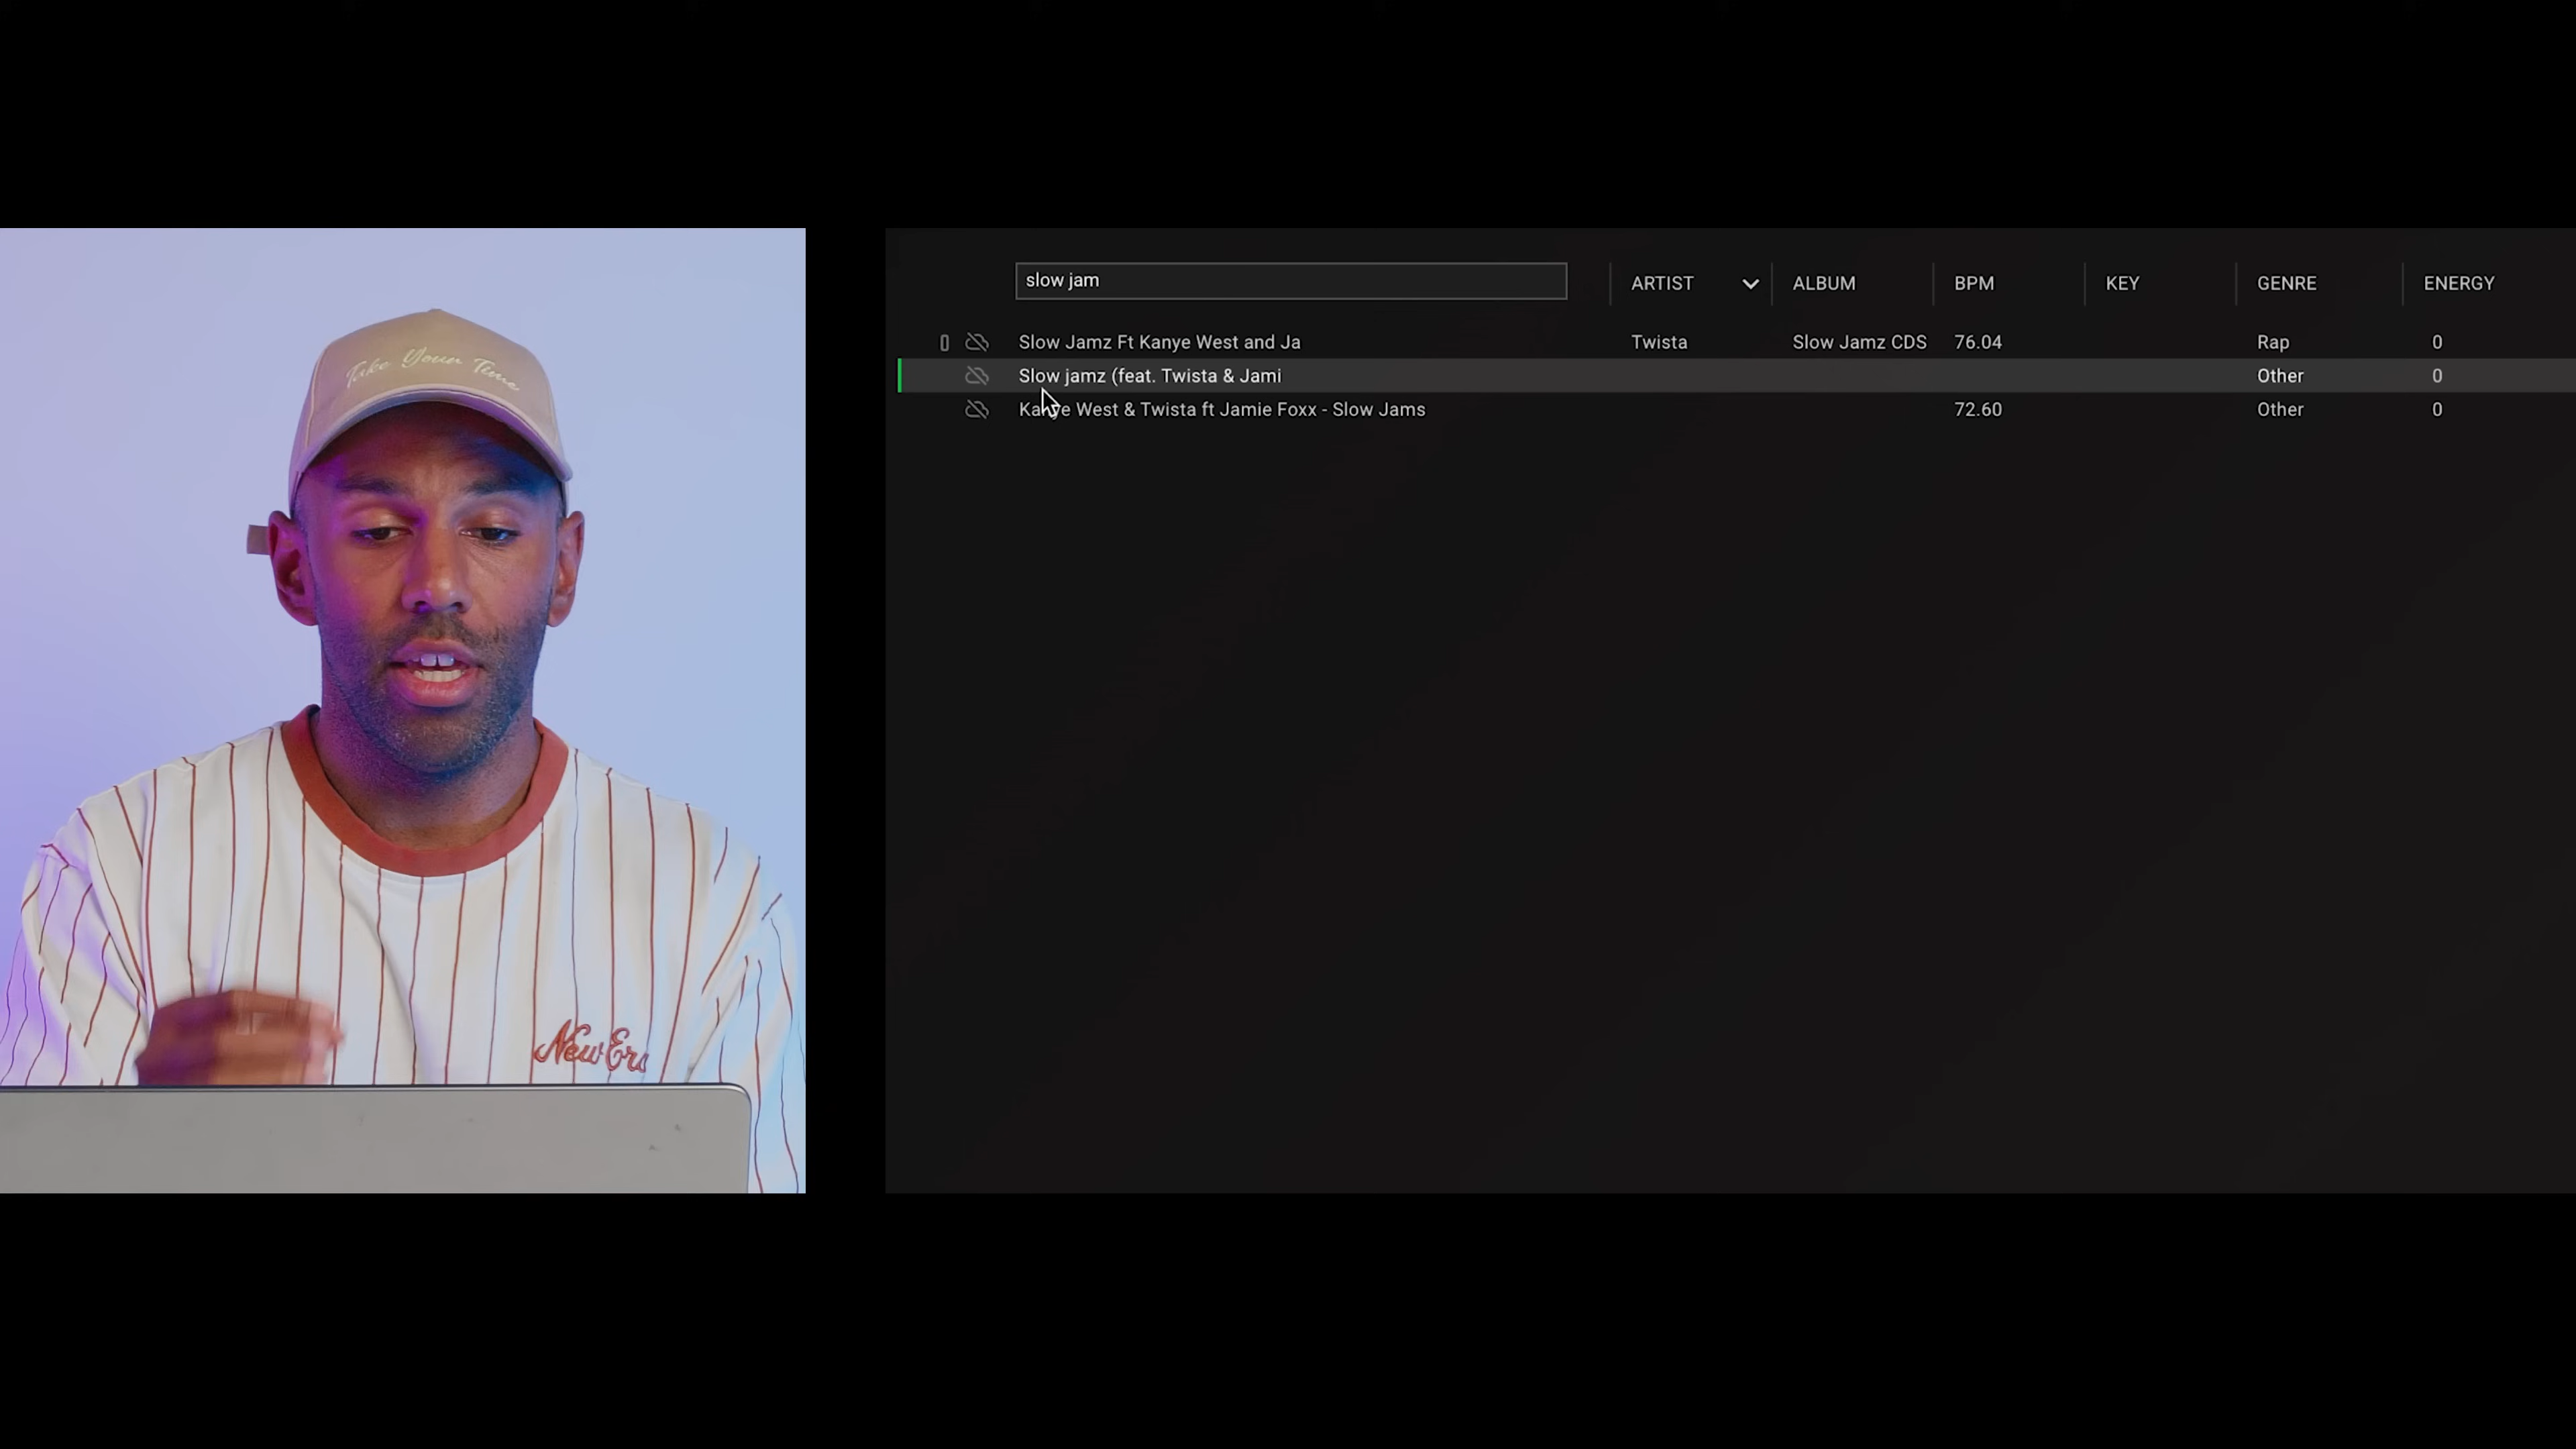 Take Your Time
New Era
slow jam
ARTIST ALBUM BPM KEY GENRE ENERGY
Slow Jamz Ft Kanye West and Ja Twista Slow Jamz CDS 76.04 Rap 0
Slow jamz (feat. Twista & Jami Other 0
Kanye West & Twista ft Jamie Foxx - Slow Jams 72.60 Other 0